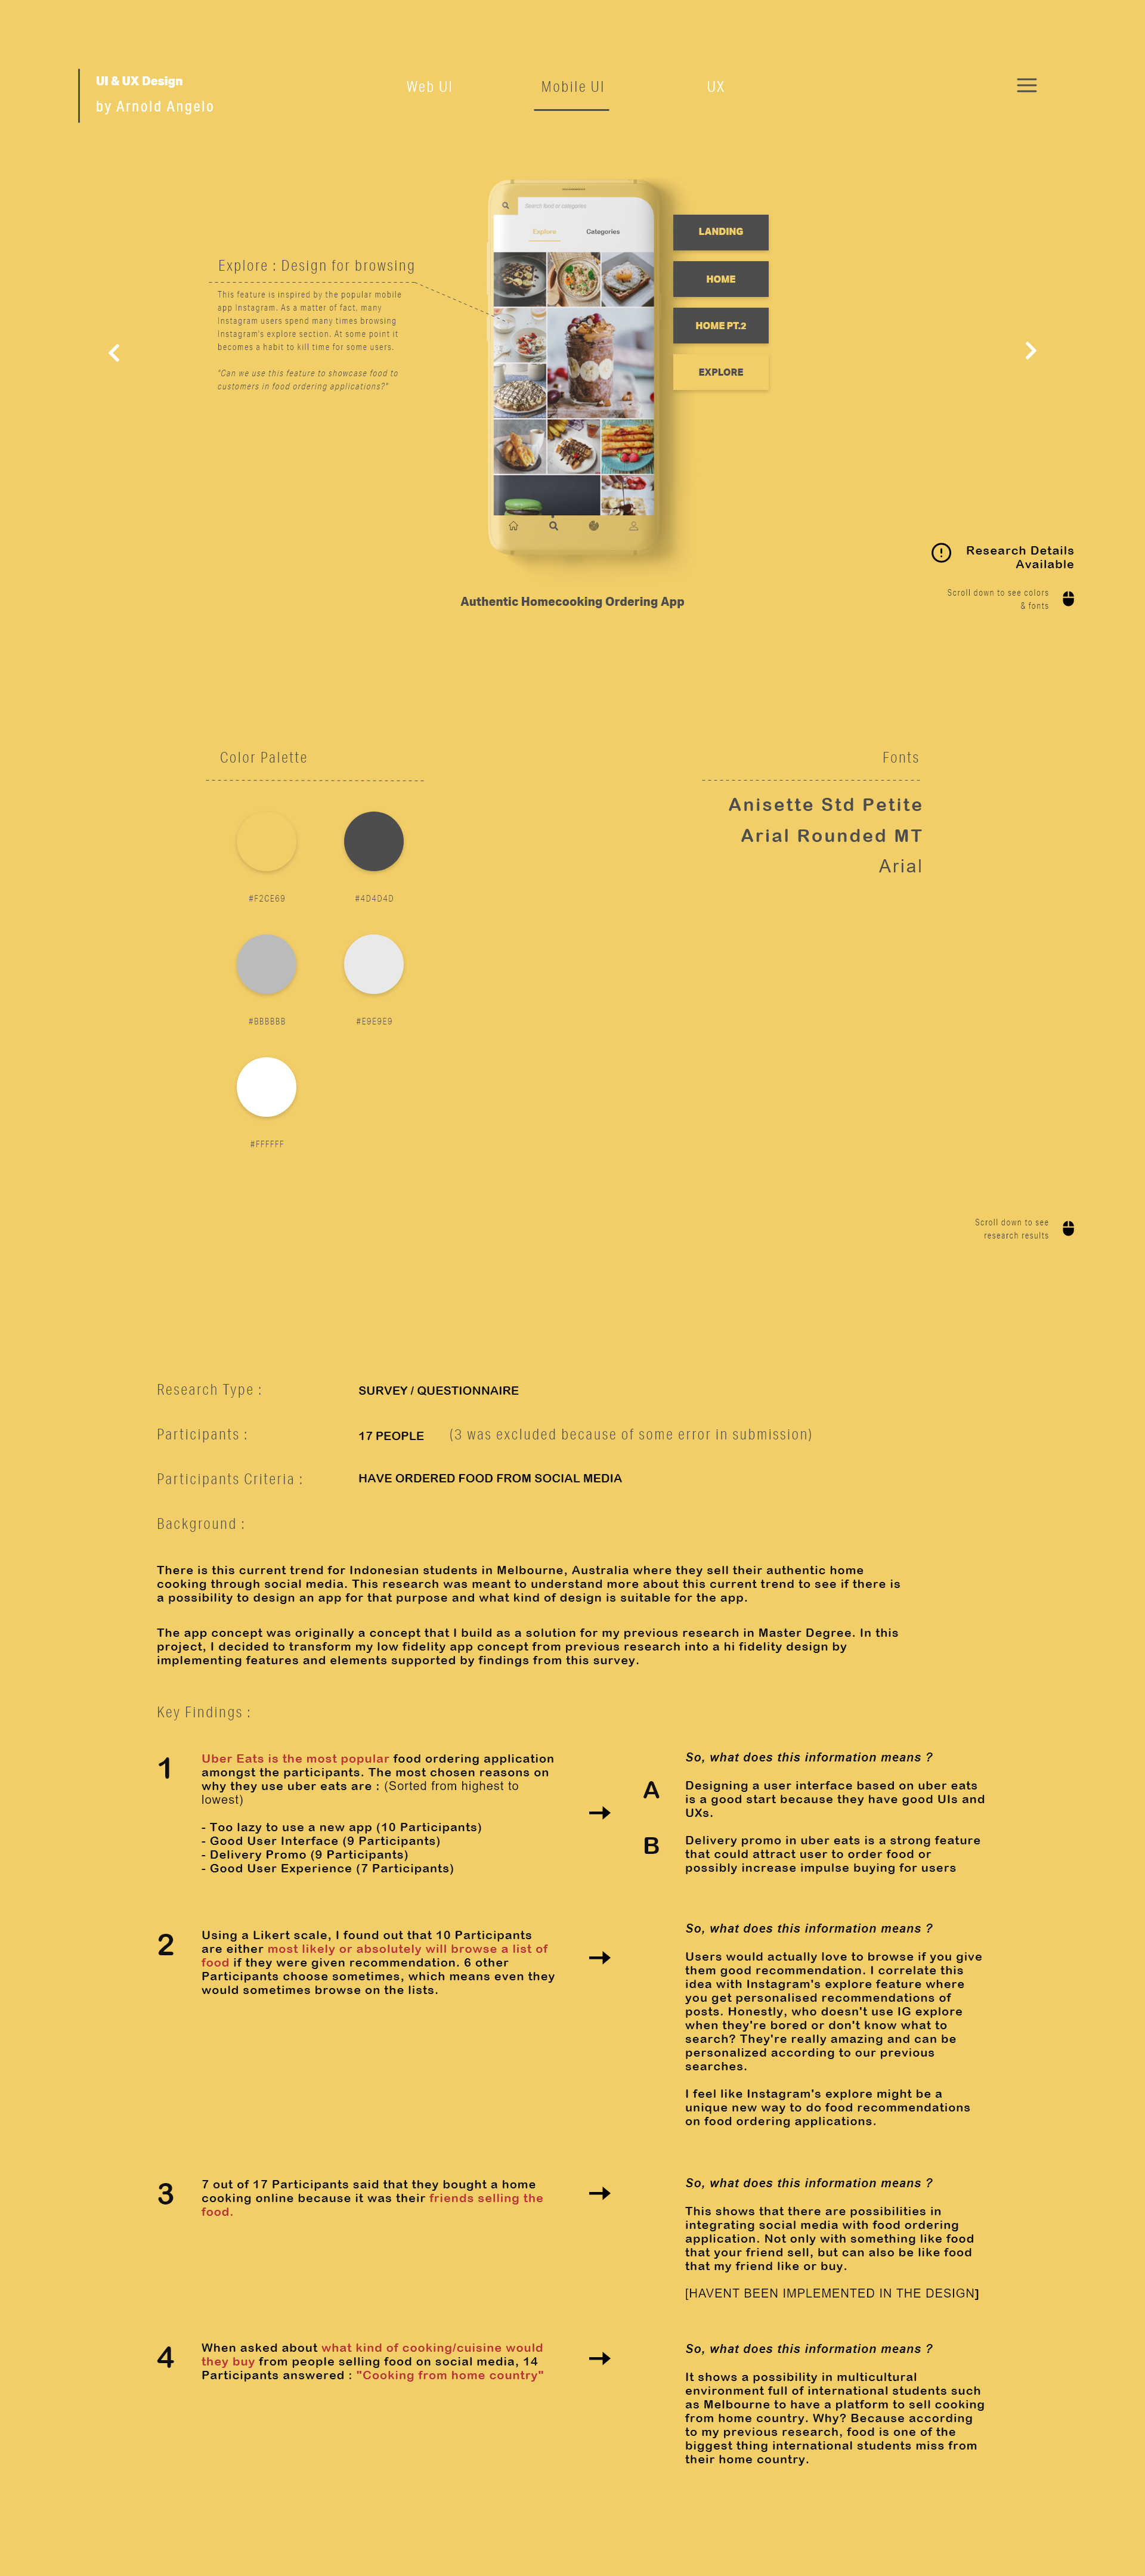 UI & UX Design
by Arnold Angelo
Web UI
Mobile UI
UX
Search food or categories
Explore
Categories
LANDING
HOME
HOME PT.2
EXPLORE
Explore : Design for browsing
This feature is inspired by the popular mobile
app Instagram. As a matter of fact, many
Instagram users spend many times browsing
Instagram's explore section. At some point it
becomes a habit to kill time for some users.
"Can we use this feature to showcase food to
customers in food ordering applications?"
Authentic Homecooking Ordering App
Research Details
Available
Scroll down to see colors
& fonts
Color Palette
#F2CE69
#4D4D4D
#BBBBBB
#E9E9E9
#FFFFFF
Fonts
Anisette Std Petite
Arial Rounded MT
Arial
Scroll down to see
research results
Research Type :
SURVEY / QUESTIONNAIRE
Participants :
17 PEOPLE (3 was excluded because of some error in submission)
Participants Criteria :
HAVE ORDERED FOOD FROM SOCIAL MEDIA
Background :
There is this current trend for Indonesian students in Melbourne, Australia where they sell their authentic home
cooking through social media. This research was meant to understand more about this current trend to see if there is
a possibility to design an app for that purpose and what kind of design is suitable for the app.
The app concept was originally a concept that I build as a solution for my previous research in Master Degree. In this
project, I decided to transform my low fidelity app concept from previous research into a hi fidelity design by
implementing features and elements supported by findings from this survey.
Key Findings :
1
Uber Eats is the most popular food ordering application
amongst the participants. The most chosen reasons on
why they use uber eats are : (Sorted from highest to
lowest)
- Too lazy to use a new app (10 Participants)
- Good User Interface (9 Participants)
- Delivery Promo (9 Participants)
- Good User Experience (7 Participants)
So, what does this information means ?
A
Designing a user interface based on uber eats
is a good start because they have good UIs and
UXs.
B
Delivery promo in uber eats is a strong feature
that could attract user to order food or
possibly increase impulse buying for users
2
Using a Likert scale, I found out that 10 Participants
are either most likely or absolutely will browse a list of
food if they were given recommendation. 6 other
Participants choose sometimes, which means even they
would sometimes browse on the lists.
So, what does this information means ?
Users would actually love to browse if you give
them good recommendation. I correlate this
idea with Instagram's explore feature where
you get personalised recommendations of
posts. Honestly, who doesn't use IG explore
when they're bored or don't know what to
search? They're really amazing and can be
personalized according to our previous
searches.
I feel like Instagram's explore might be a
unique new way to do food recommendations
on food ordering applications.
3
7 out of 17 Participants said that they bought a home
cooking online because it was their friends selling the
food.
So, what does this information means ?
This shows that there are possibilities in
integrating social media with food ordering
application. Not only with something like food
that your friend sell, but can also be like food
that my friend like or buy.
[HAVENT BEEN IMPLEMENTED IN THE DESIGN]
4
When asked about what kind of cooking/cuisine would
they buy from people selling food on social media, 14
Participants answered : "Cooking from home country"
So, what does this information means ?
It shows a possibility in multicultural
environment full of international students such
as Melbourne to have a platform to sell cooking
from home country. Why? Because according
to my previous research, food is one of the
biggest thing international students miss from
their home country.